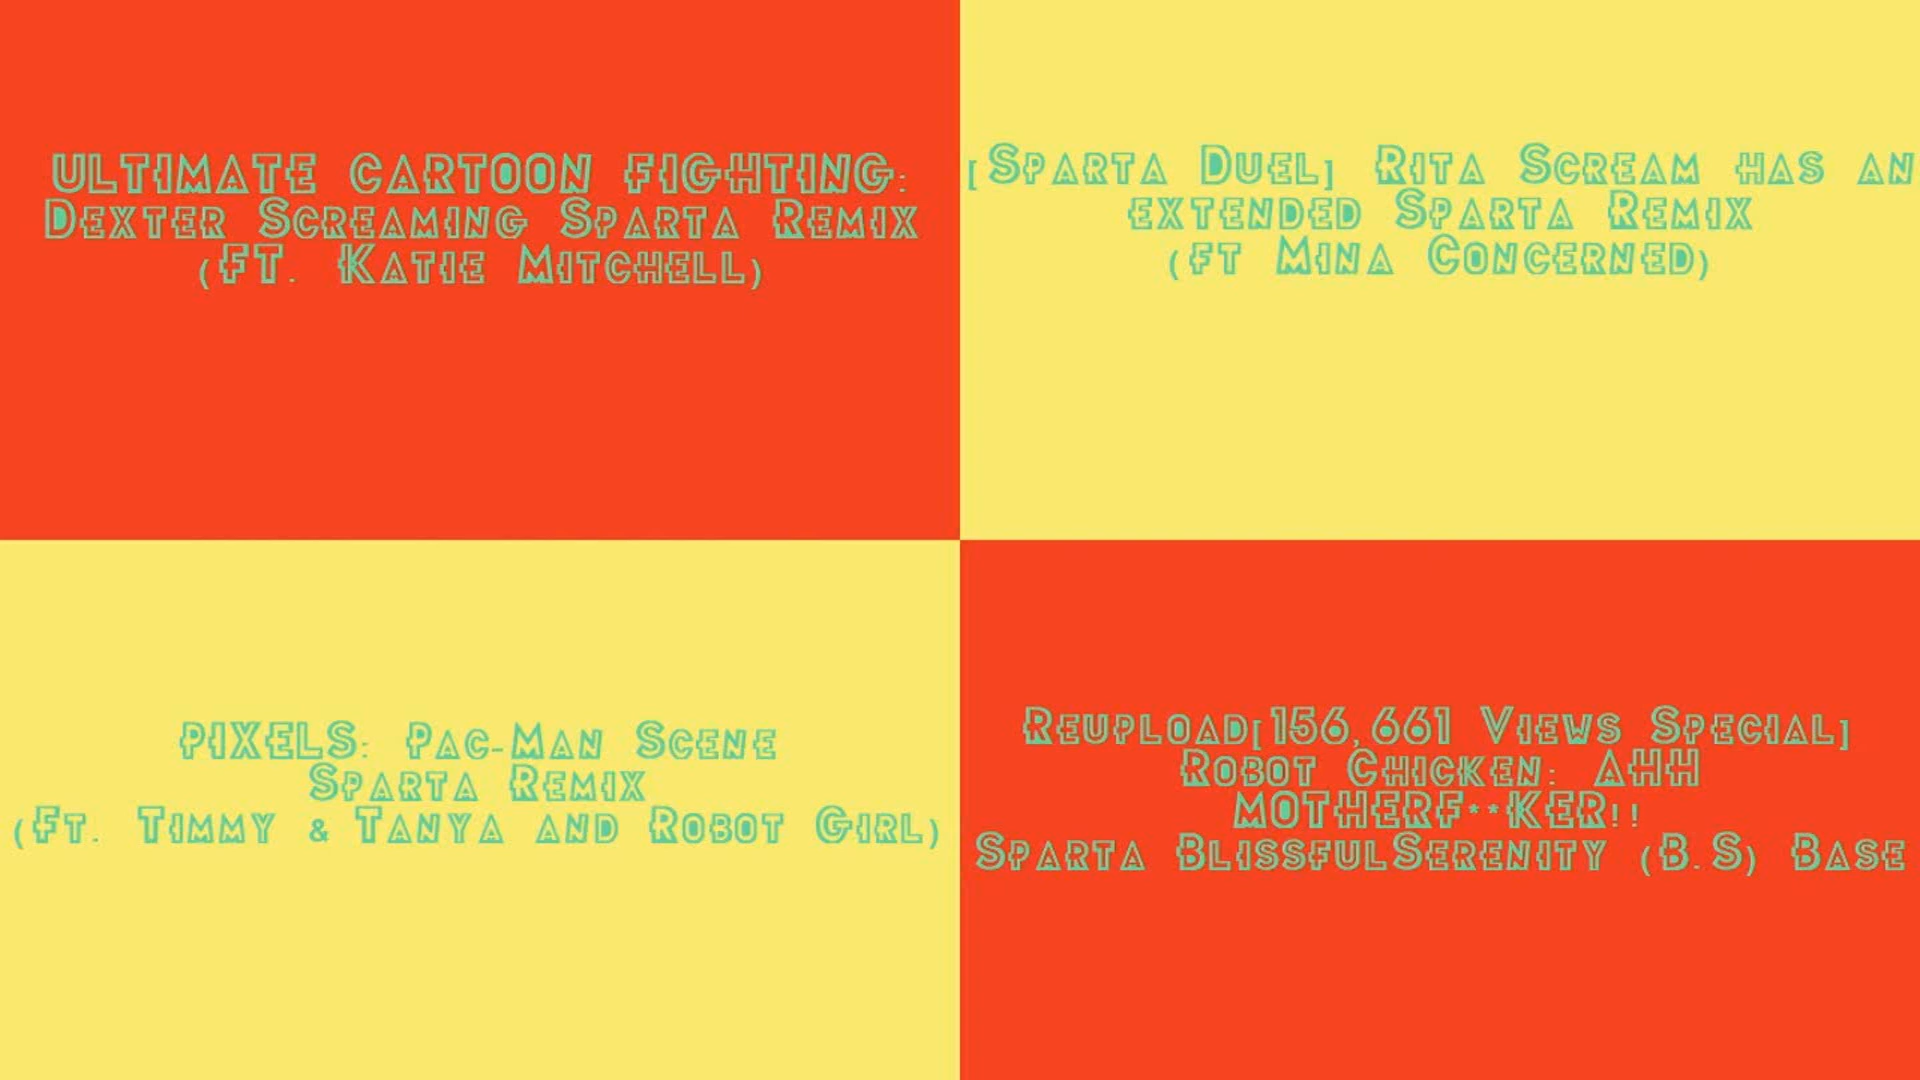 ULTIMATE CARTOON FIGHTING:
Dexter Screaming Sparta Remix
(FT. Katie Mitchell)
[Sparta Duel] Rita Scream has an
extended Sparta Remix
(ft Mina Concerned)
PIXELS: Pac-Man Scene
Sparta Remix
(Ft. Timmy & Tanya and Robot Girl)
Reupload[156,661 Views Special]
Robot Chicken: AHH
MOTHERF**KER!!
Sparta BlissfulSerenity (B.S) Base